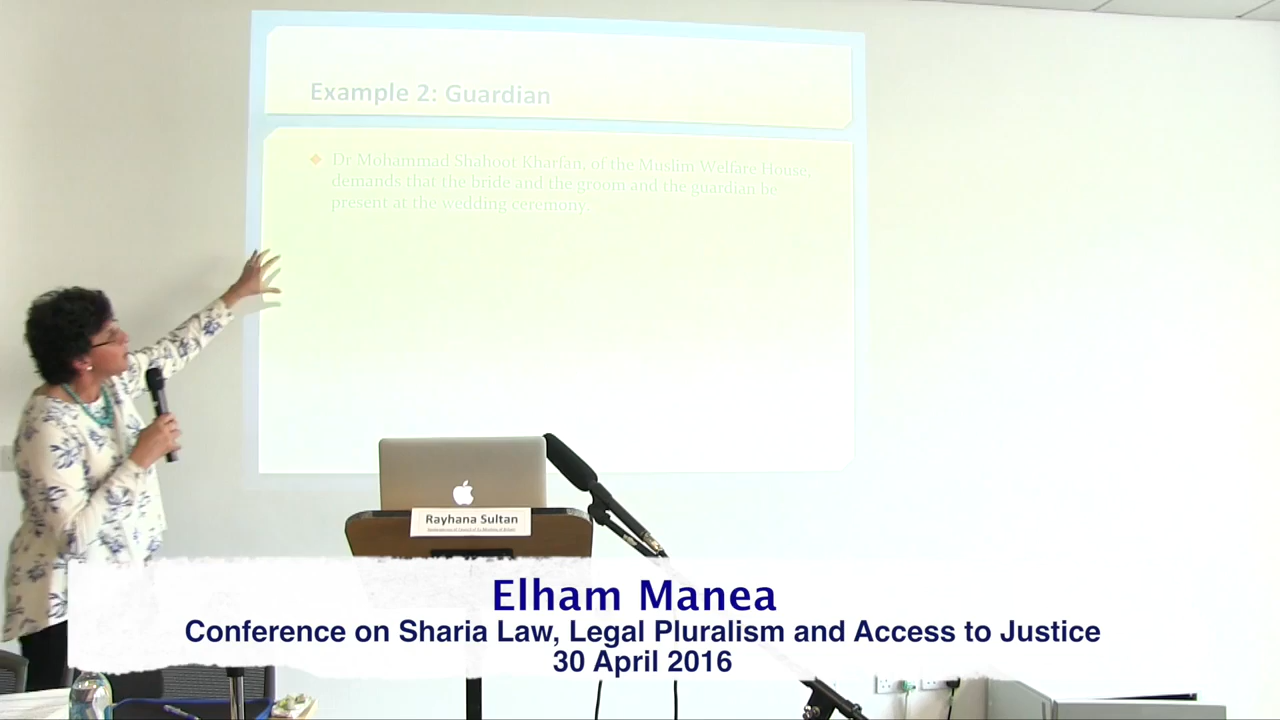 Example 2: Guardian
Dr Mohammad Shahoot Kharfan, of the Muslim Welfare House,
demands that the bride and the groom and the guardian be
present at the wedding ceremony.
Rayhana Sultan
Elham Manea
Conference on Sharia Law, Legal Pluralism and Access to Justice
30 April 2016